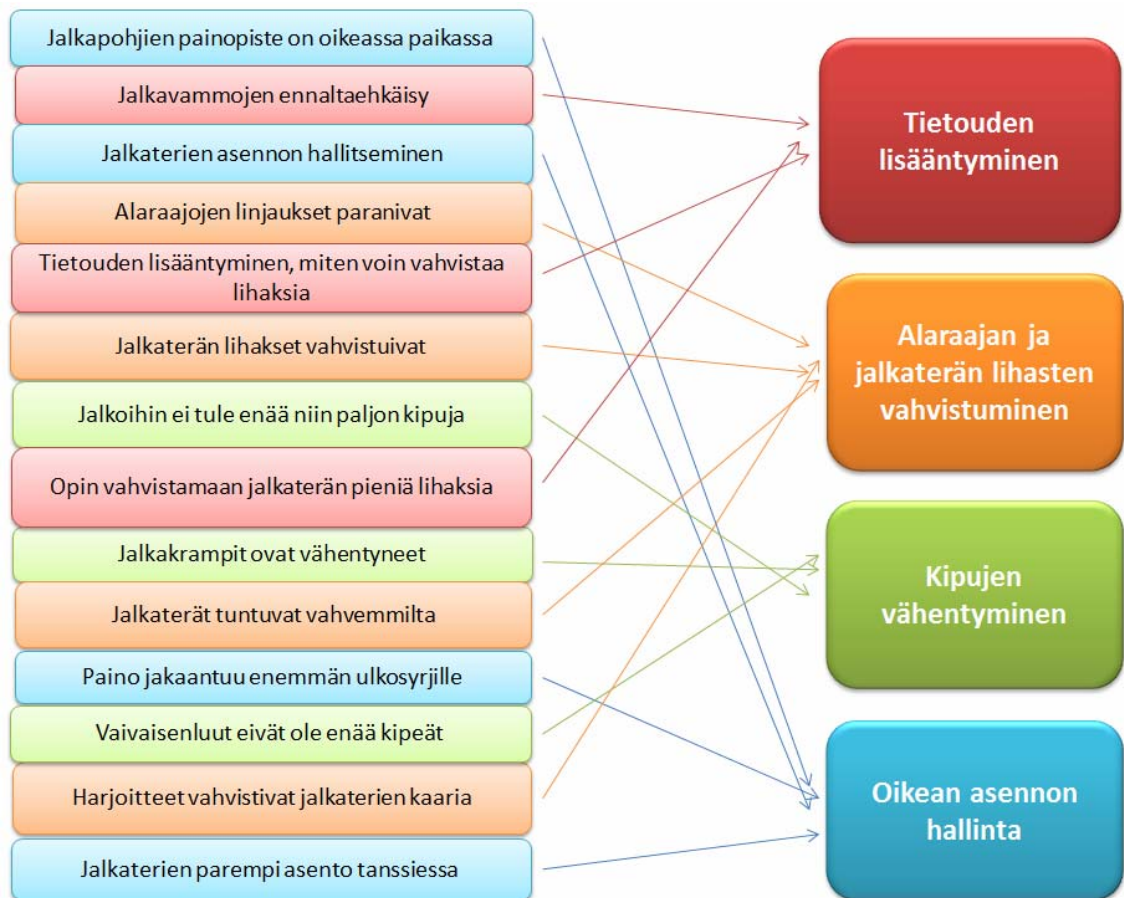 Jalkapohjien painopiste on oikeassa paikassa
Jalkavammojen ennaltaehkäisy
Jalkaterien asennon hallitseminen
Alaraajojen linjaukset paranivat
Tietouden lisääntyminen, miten voin vahvistaa
lihaksia
Jalkaterän lihakset vahvistuivat
Jalkoihin ei tule enää niin paljon kipuja
Opin vahvistamaan jalkaterän pieniä lihaksia
Jalkakrampit ovat vähentyneet
Jalkaterät tuntuvat vahvemmilta
Paino jakaantuu enemmän ulkosyrjille
Vaivaisenluut eivät ole enää kipeät
Harjoitteet vahvistivat jalkaterien kaaria
Jalkaterien parempi asento tanssiessa
Tietouden
lisääntyminen
Alaraajan ja
jalkaterän lihasten
vahvistuminen
Kipujen
vähentyminen
Oikean asennon
hallinta